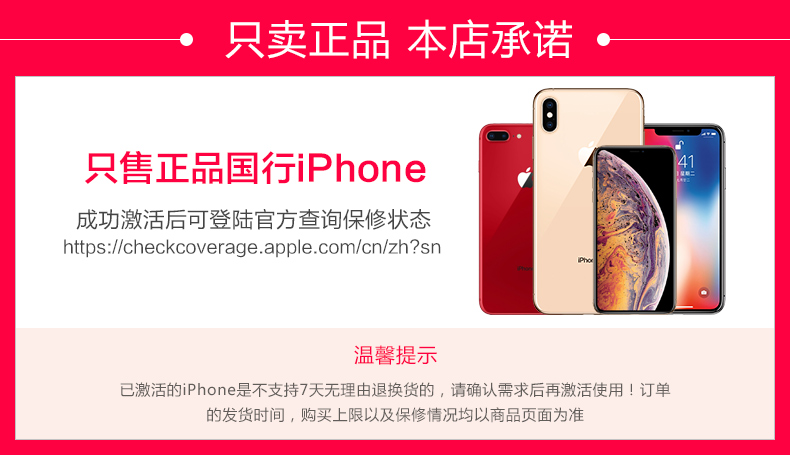 只卖正品 本店承诺
只售正品国行iPhone
成功激活后可登陆官方查询保修状态
https://checkcoverage.apple.com/cn/zh?sn
iPho
41
温馨提示
已激活的iPhone是不支持7天无理由退换货的，请确认需求后再激活使用！订单
的发货时间，购买上限以及保修情况均以商品页面为准